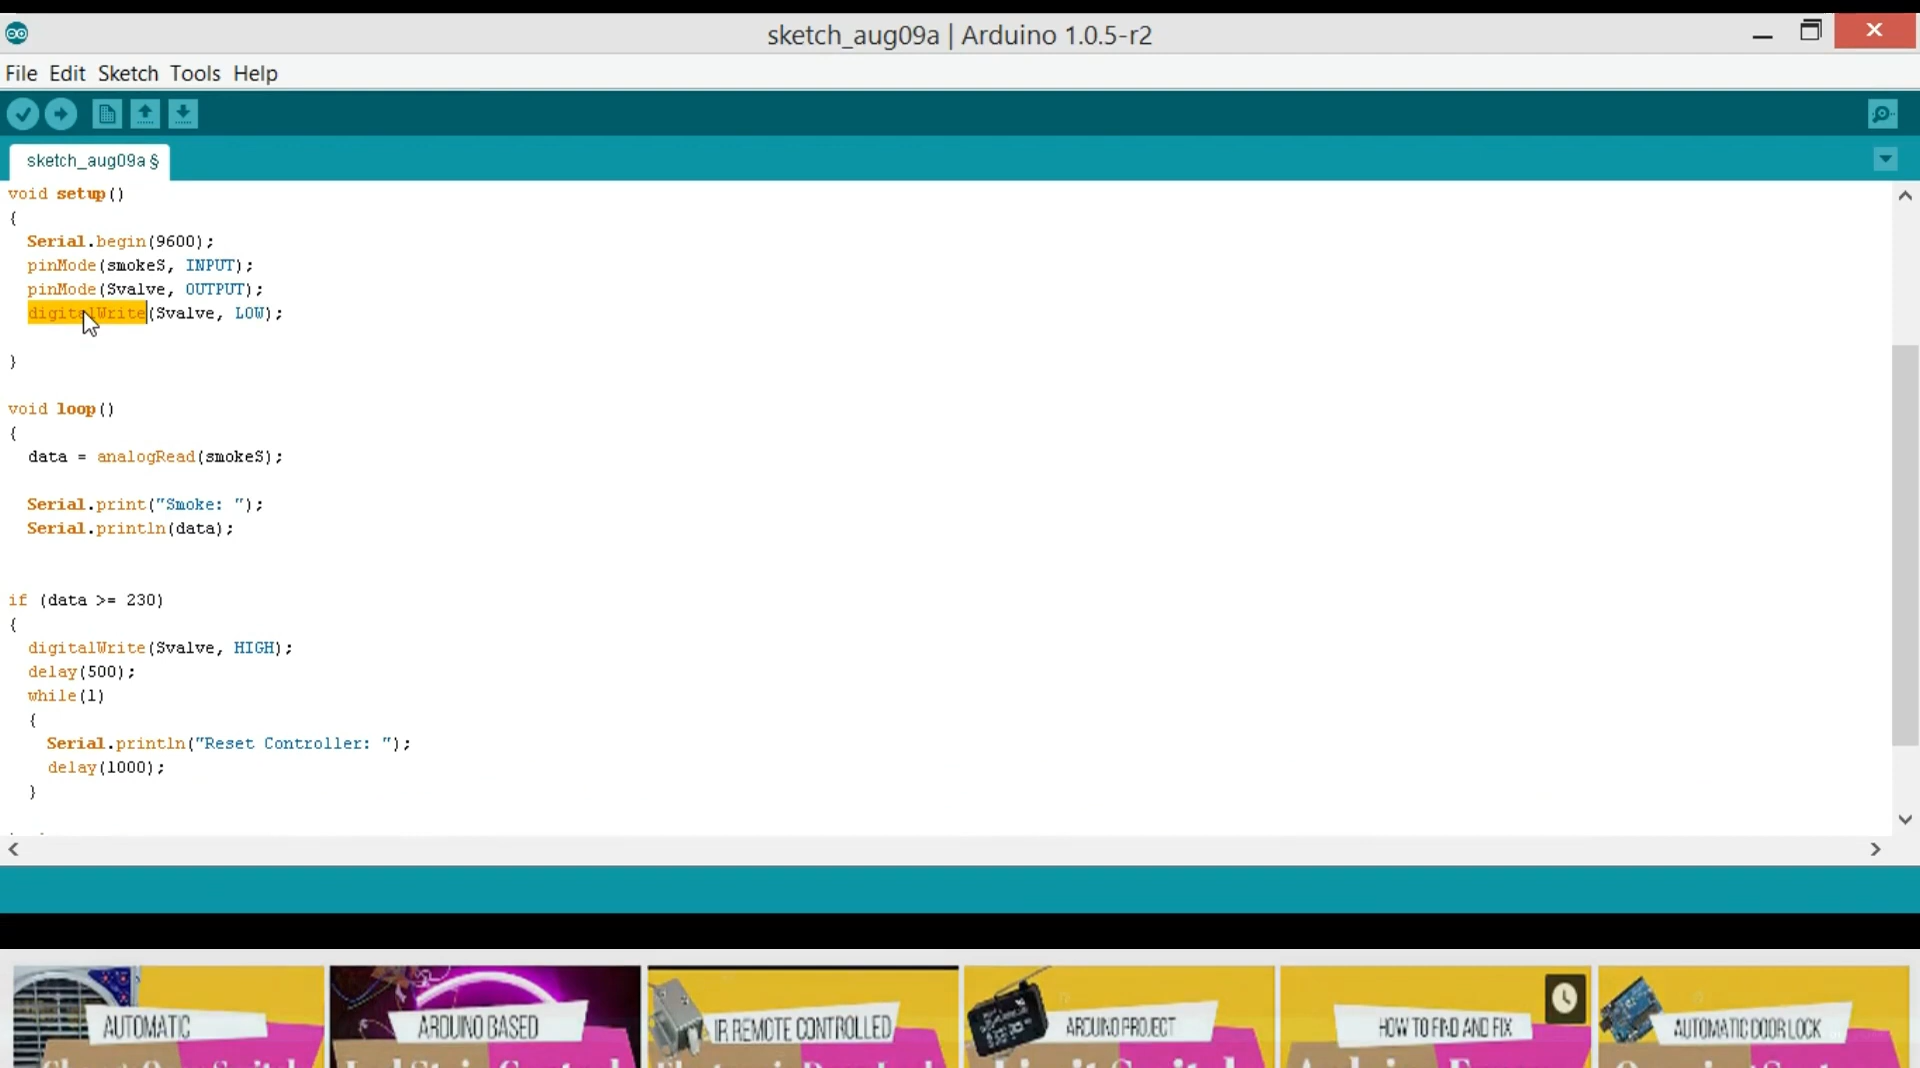 sketch_aug09a | Arduino 1.0.5-r2
File Edit Sketch Tools Help
sketch_aug09a §
void setup()
{
Serial.begin(9600);
pinMode(smokeS, INPUT);
pinMode(Svalve, OUTPUT);
digitalWrite(Svalve, LOW);
}
void loop()
{
data = analogRead(smokeS);
Serial.print("Smoke: ");
Serial.println(data);
if (data >= 230)
{
digitalWrite(Svalve, HIGH);
delay(500);
while(1)
{
Serial.println("Reset Controller: ");
delay(1000);
}
AUTOMATIC
ARDUINO BASED
IR REMOTE CONTROLLED
ARDUINO PROJECT
HOW TO FIND AND FIX
AUTOMATIC DOOR LOCK